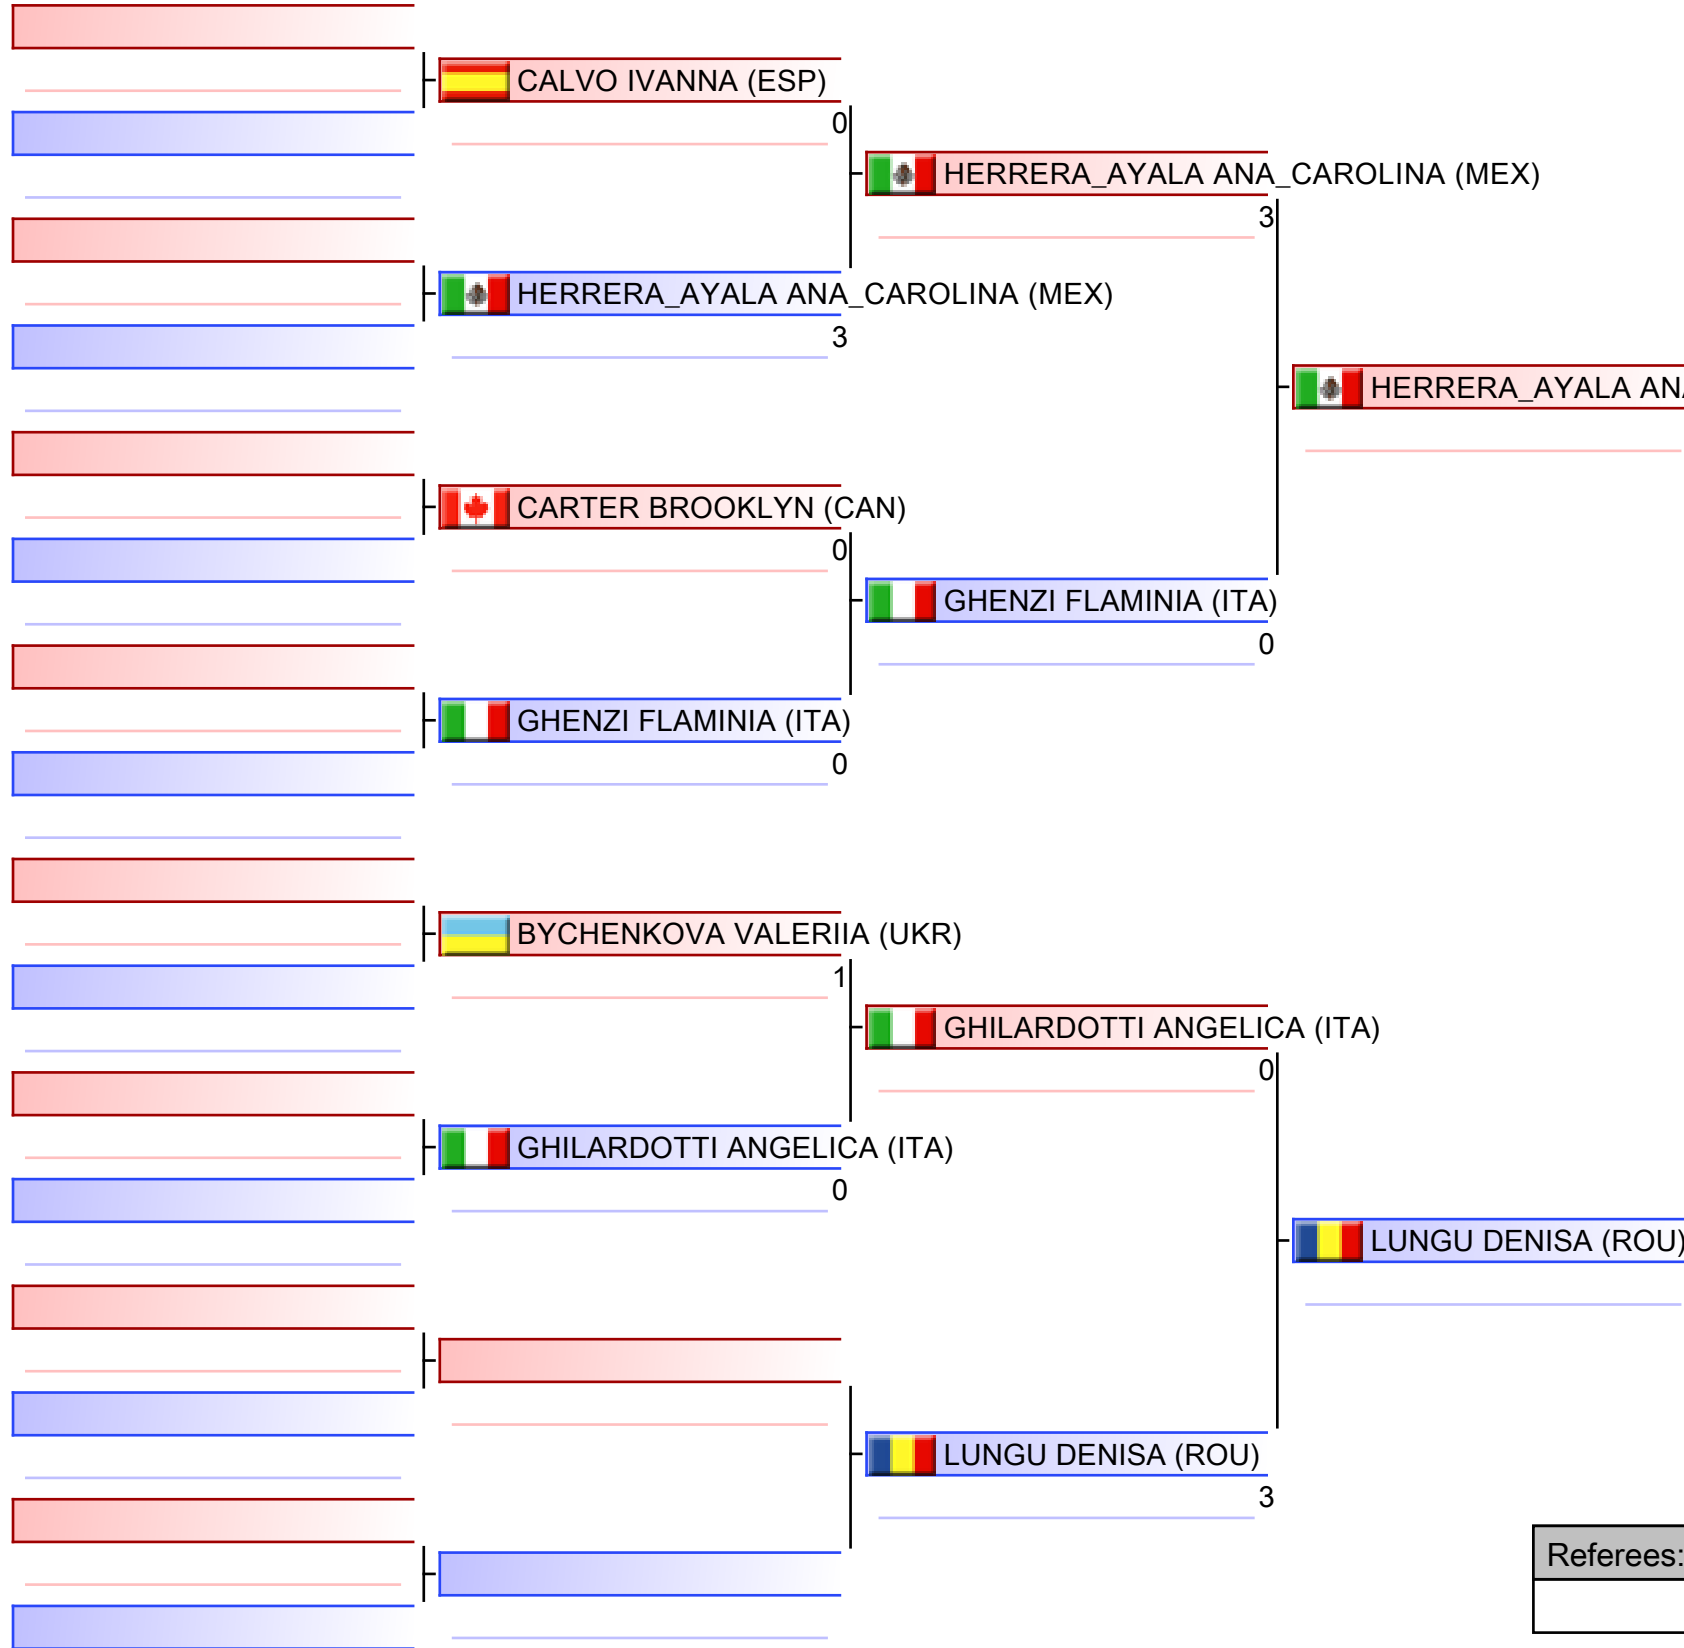 CALVO IVANNA (ESP)
0
HERRERA_AYALA ANA_CAROLINA (MEX)
3
HERRERA_AYALA ANA_CAROLINA (MEX)
3
HERRERA_AYALA ANA
CARTER BROOKLYN (CAN)
0
GHENZI FLAMINIA (ITA)
0
GHENZI FLAMINIA (ITA)
0
BYCHENKOVA VALERIIA (UKR)
1
GHILARDOTTI ANGELICA (ITA)
0
GHILARDOTTI ANGELICA (ITA)
0
LUNGU DENISA (ROU)
LUNGU DENISA (ROU)
3
Referees: